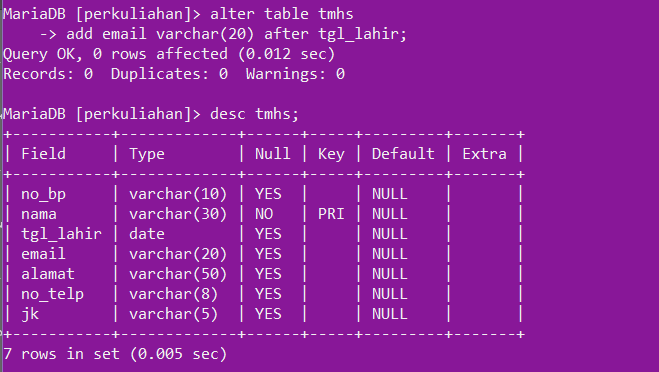 MariaDB [perkuliahan]> alter table tmhs
    -> add email varchar(20) after tgl_lahir;
Query OK, 0 rows affected (0.012 sec)
Records: 0  Duplicates: 0  Warnings: 0

MariaDB [perkuliahan]> desc tmhs;
+-----------+-------------+------+-----+---------+-------+
| Field     | Type        | Null | Key | Default | Extra |
+-----------+-------------+------+-----+---------+-------+
| no_bp     | varchar(10) | YES  |     | NULL    |       |
| nama      | varchar(30) | NO   | PRI | NULL    |       |
| tgl_lahir | date        | YES  |     | NULL    |       |
| email     | varchar(20) | YES  |     | NULL    |       |
| alamat    | varchar(50) | YES  |     | NULL    |       |
| no_telp   | varchar(8)  | YES  |     | NULL    |       |
| jk        | varchar(5)  | YES  |     | NULL    |       |
+-----------+-------------+------+-----+---------+-------+
7 rows in set (0.005 sec)